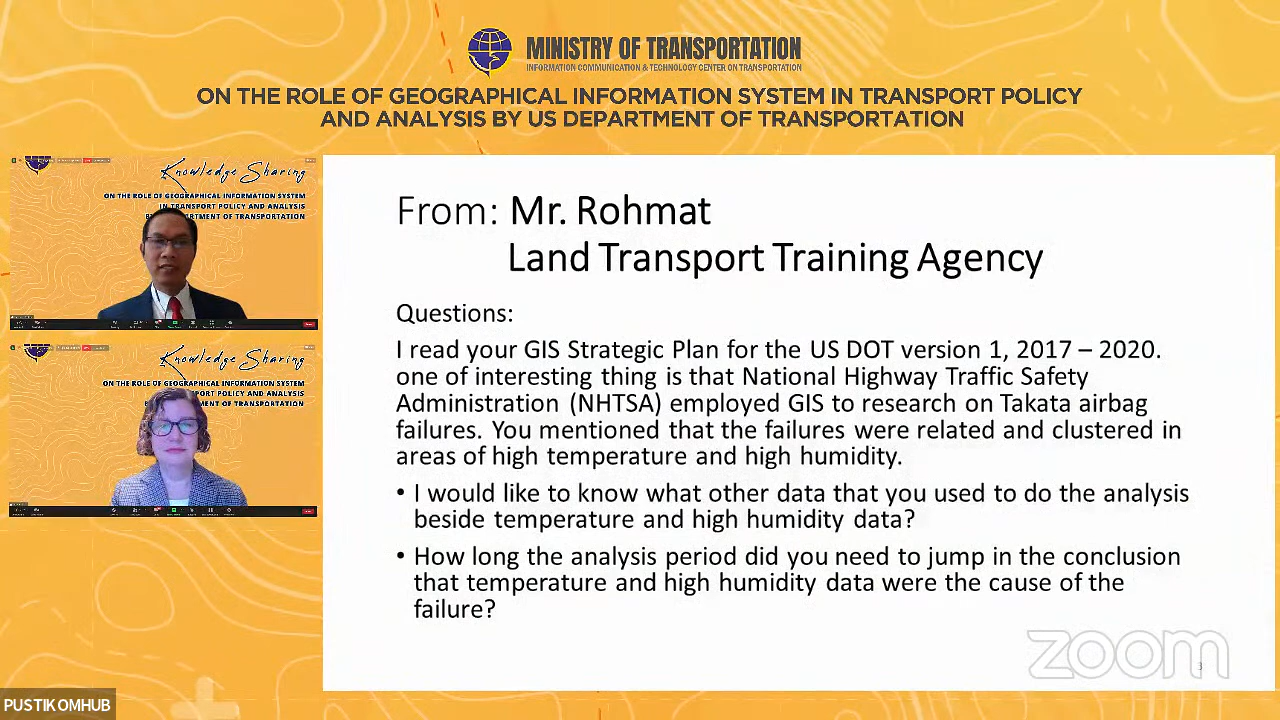 MINISTRY OF TRANSPORTATION
INFORMATION COMMUNICATION & TECHNOLOGY CENTER ON TRANSPORTATION
ON THE ROLE OF GEOGRAPHICAL INFORMATION SYSTEM IN TRANSPORT POLICY
AND ANALYSIS BY US DEPARTMENT OF TRANSPORTATION
Knowledge Sharing
ON THE ROLE OF GEOGRAPHICAL INFORMATION SYSTEM
IN TRANSPORT POLICY AND ANALYSIS
DEPARTMENT OF TRANSPORTATION
Knowledge Sharing
ON THE ROLE OF GEOGRAPHICAL INFORMATION SYSTEM
POLICY AND ANALYSIS
OF TRANSPORTATION
From: Mr. Rohmat
Land Transport Training Agency
Questions:
I read your GIS Strategic Plan for the US DOT version 1, 2017 – 2020.
one of interesting thing is that National Highway Traffic Safety
Administration (NHTSA) employed GIS to research on Takata airbag
failures. You mentioned that the failures were related and clustered in
areas of high temperature and high humidity.
• I would like to know what other data that you used to do the analysis
beside temperature and high humidity data?
• How long the analysis period did you need to jump in the conclusion
that temperature and high humidity data were the cause of the
failure?
zoom
3
PUSTIKOMHUB